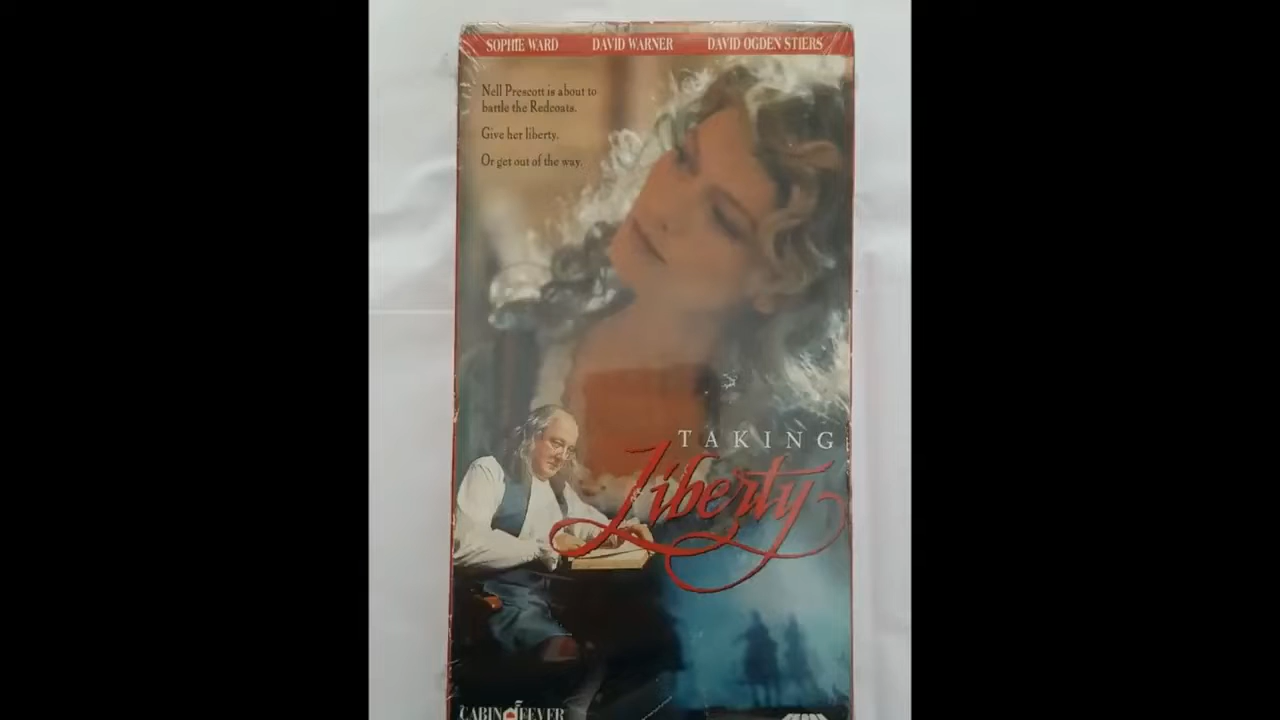 SOPHIE WARD DAVID WARNER DAVID OGDEN STIERS
Nell Prescott is about to
battle the Redcoats.
Give her liberty.
Or get out of the way.
TAKING
Liberty
CABIN FEVER